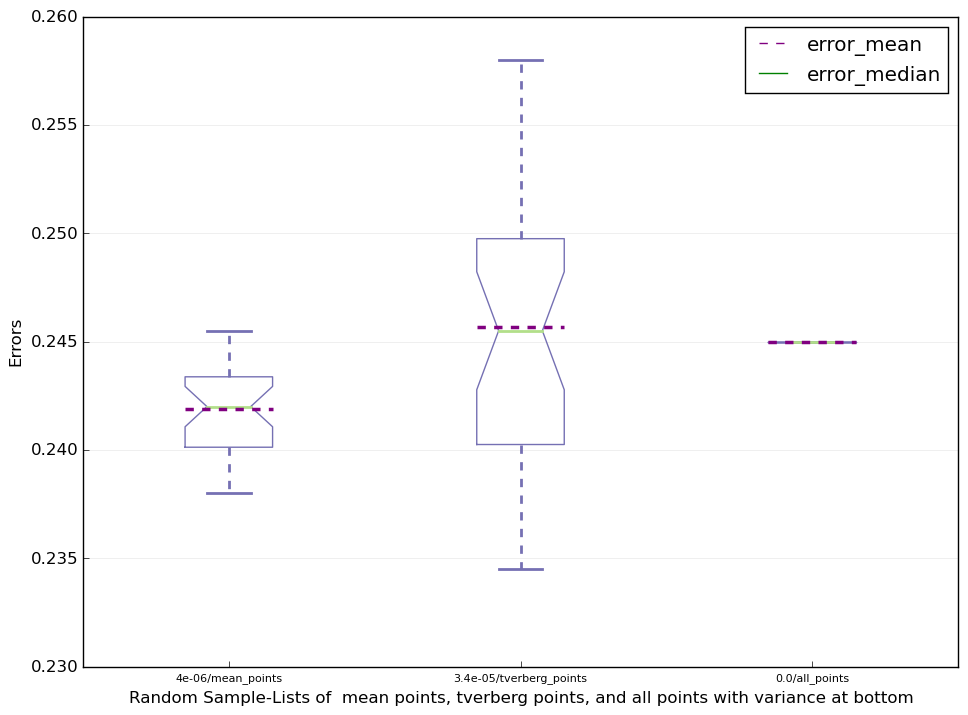 0.260
0.255
0.250
0.245
0.240
0.235
0.230
Errors
error_mean
error_median
4e-06/mean_points
3.4e-05/tverberg_points
0.0/all_points
Random Sample-Lists of  mean points, tverberg points, and all points with variance at bottom